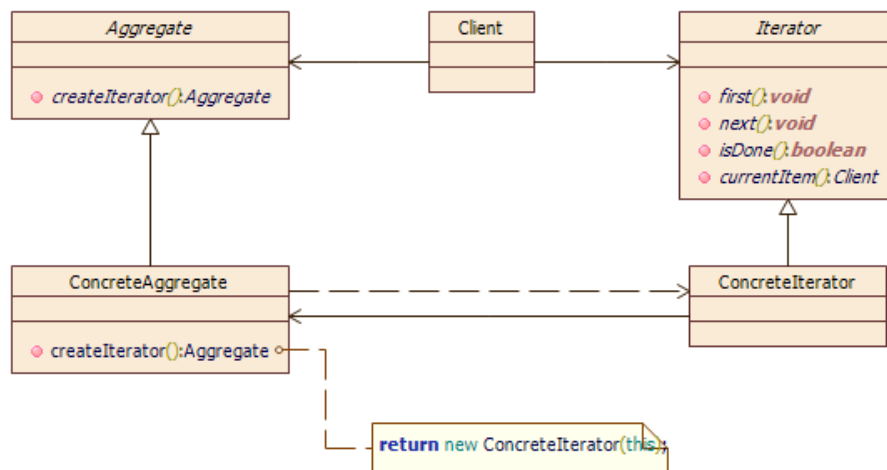 Aggregate
createIterator():Aggregate
Client
Iterator
first():void
next():void
isDone():boolean
currentItem():Client
ConcreteAggregate
createIterator():Aggregate
ConcreteIterator
return new ConcreteIterator(this);